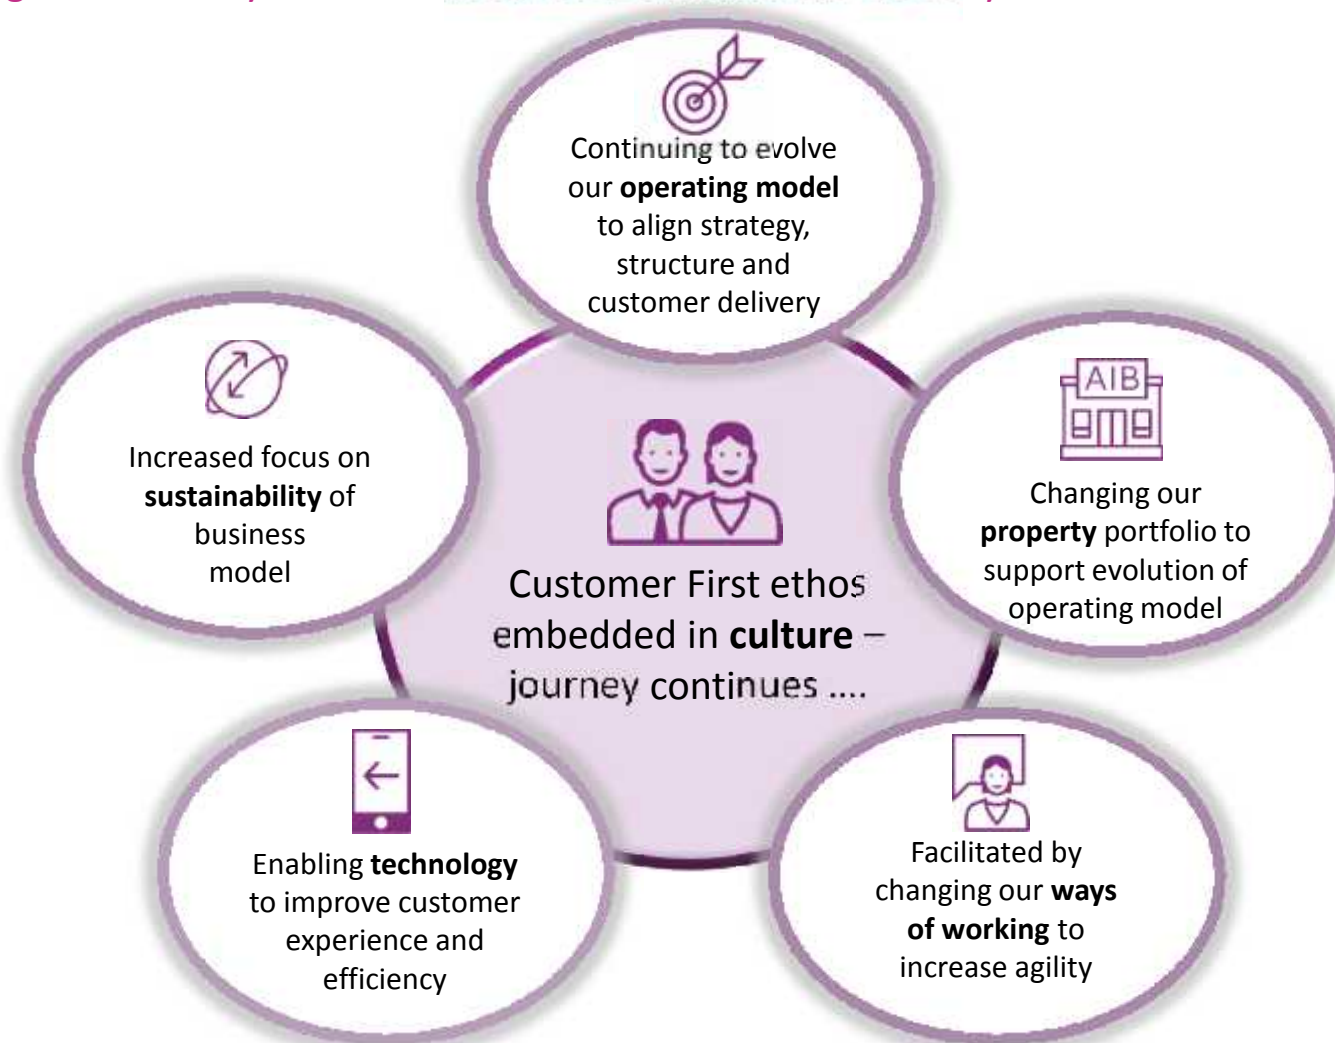 Continuing to evolve
our operating model
to align strategy,
structure and
customer delivery
Increased focus on
sustainability of
business
model
AIB
Changing our
property portfolio to
support evolution of
operating model
Customer First ethos
embedded in culture –
journey continues ....
Enabling technology
to improve customer
experience and
efficiency
Facilitated by
changing our ways
of working to
increase agility